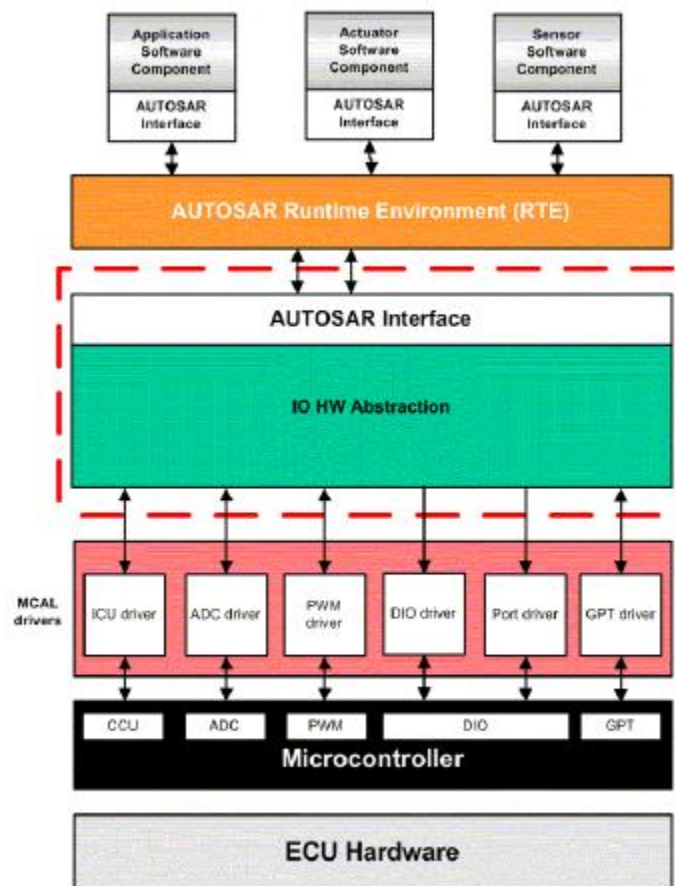 Application
Software
Component
AUTOSAR
Interface
Actuator
Software
Component
AUTOSAR
Interface
Sensor
Software
Component
AUTOSAR
Interface
AUTOSAR Runtime Environment (RTE)
AUTOSAR Interface
IO HW Abstraction
MCAL
drivers
ICU driver
ADC driver
PWM
driver
DIO driver
Port driver
GPT driver
CCU
ADC
PWM
DIO
GPT
Microcontroller
ECU Hardware